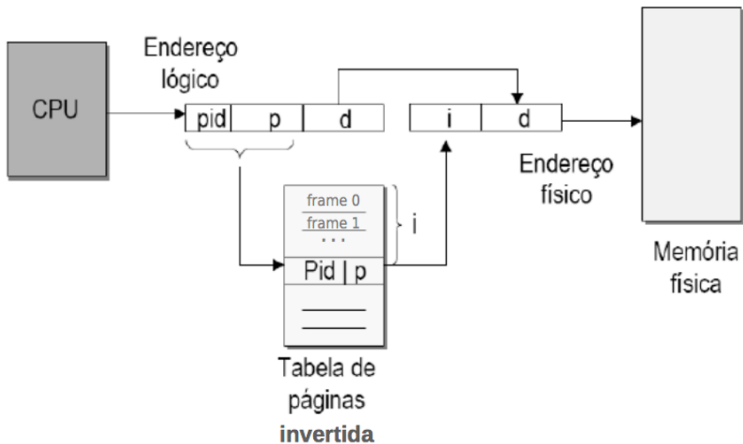 Endereço
lógico
CPU
pid p d
i d
Endereço
físico
frame 0
frame 1
...
i
Pid | p
Memória
física
Tabela de
páginas
invertida